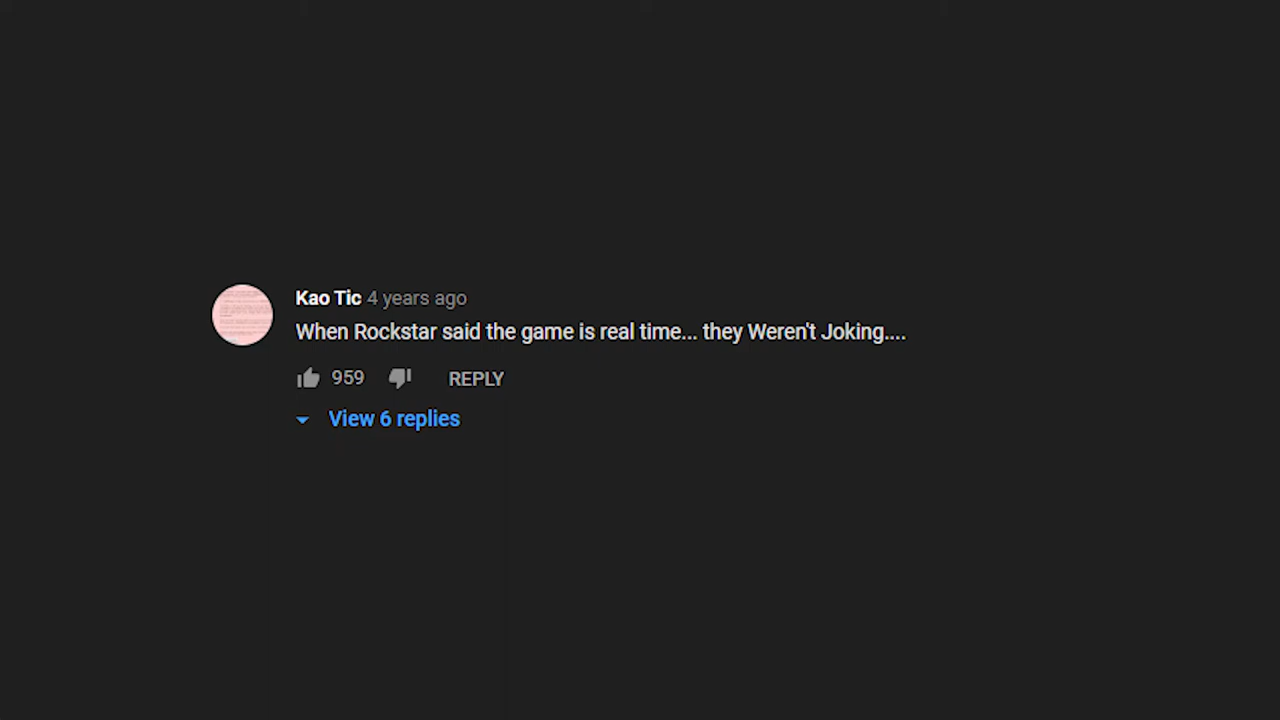 Kao Tic 4 years ago
When Rockstar said the game is real time... they Weren't Joking....
959 REPLY
View 6 replies